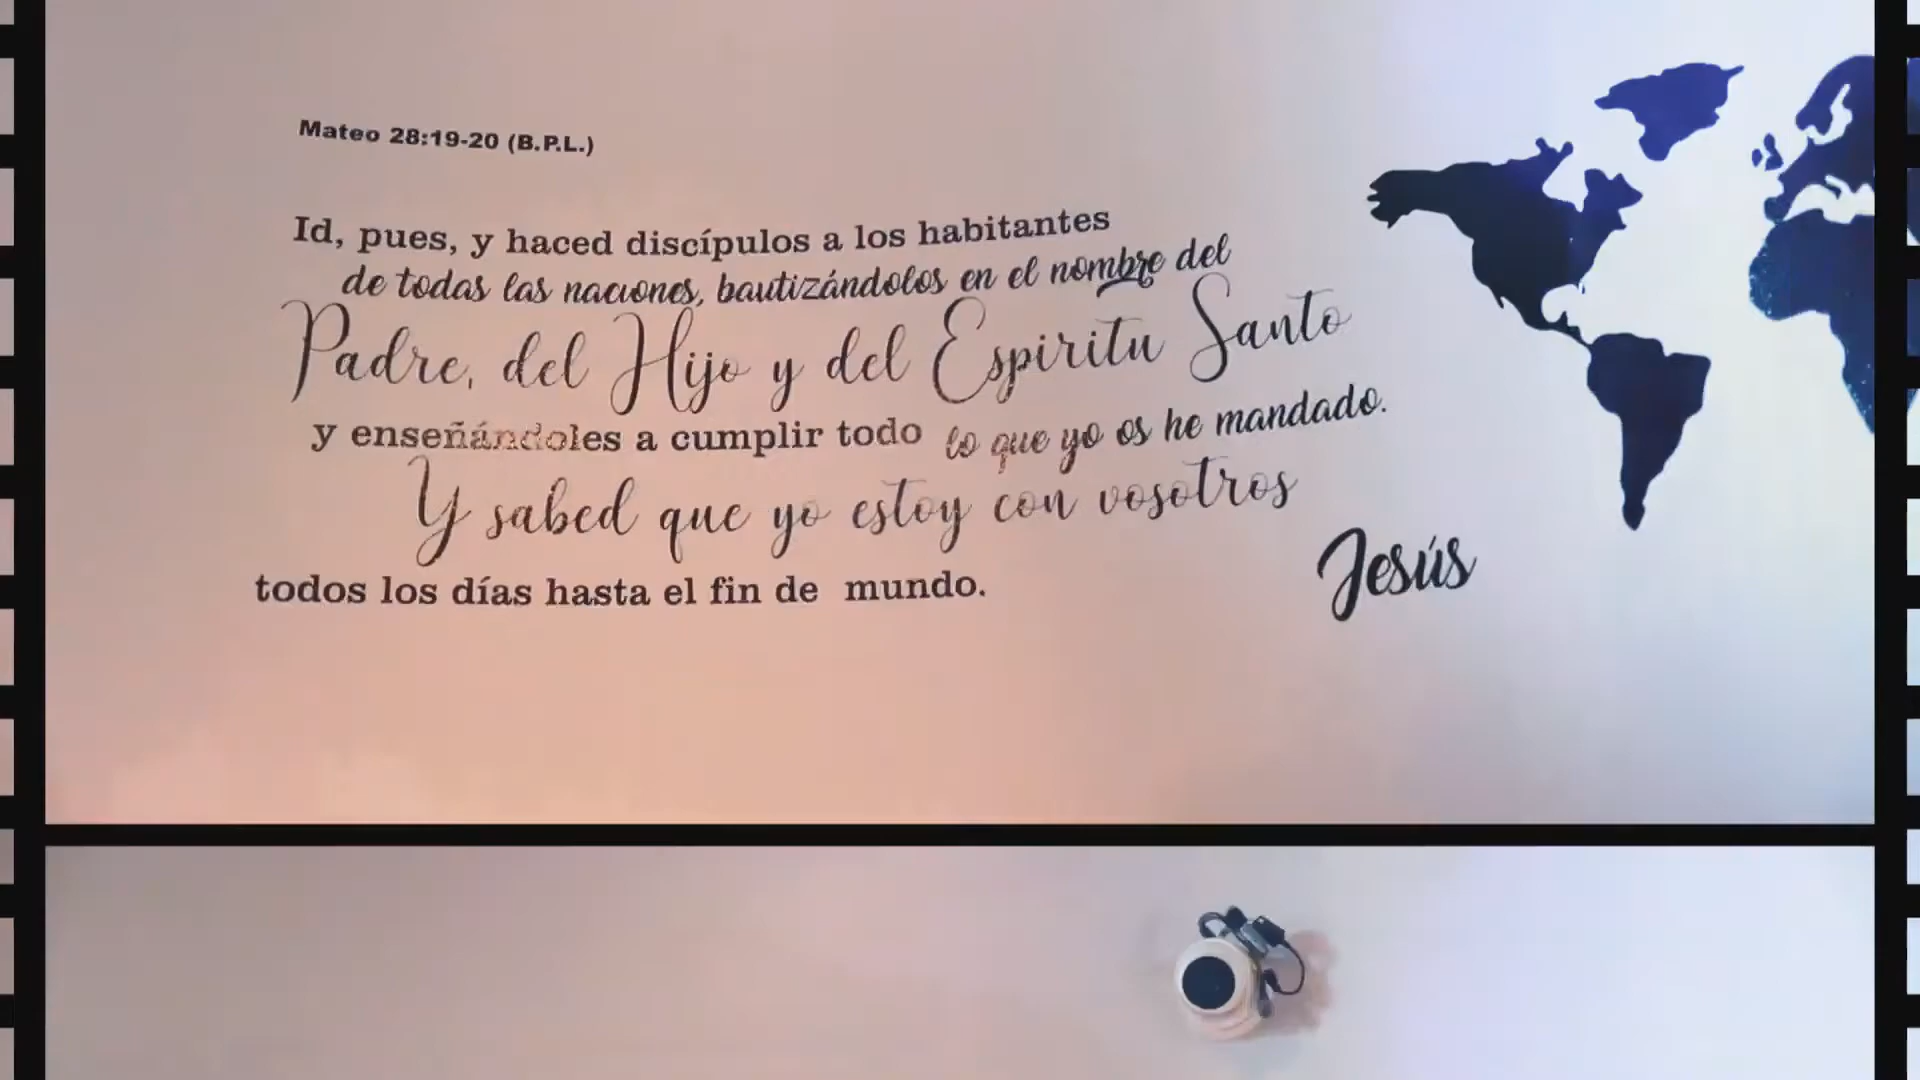 Mateo 28:19-20 (B.P.L.)
Id, pues, y haced discípulos a los habitantes
de todas las naciones, bautizándolos en el nombre del
Padre, del Hijo y del Espiritu Santo
y enseñándoles a cumplir todo lo que yo os he mandado.
Y sabed que yo estoy con vosotros
todos los días hasta el fin de mundo.
Jesús